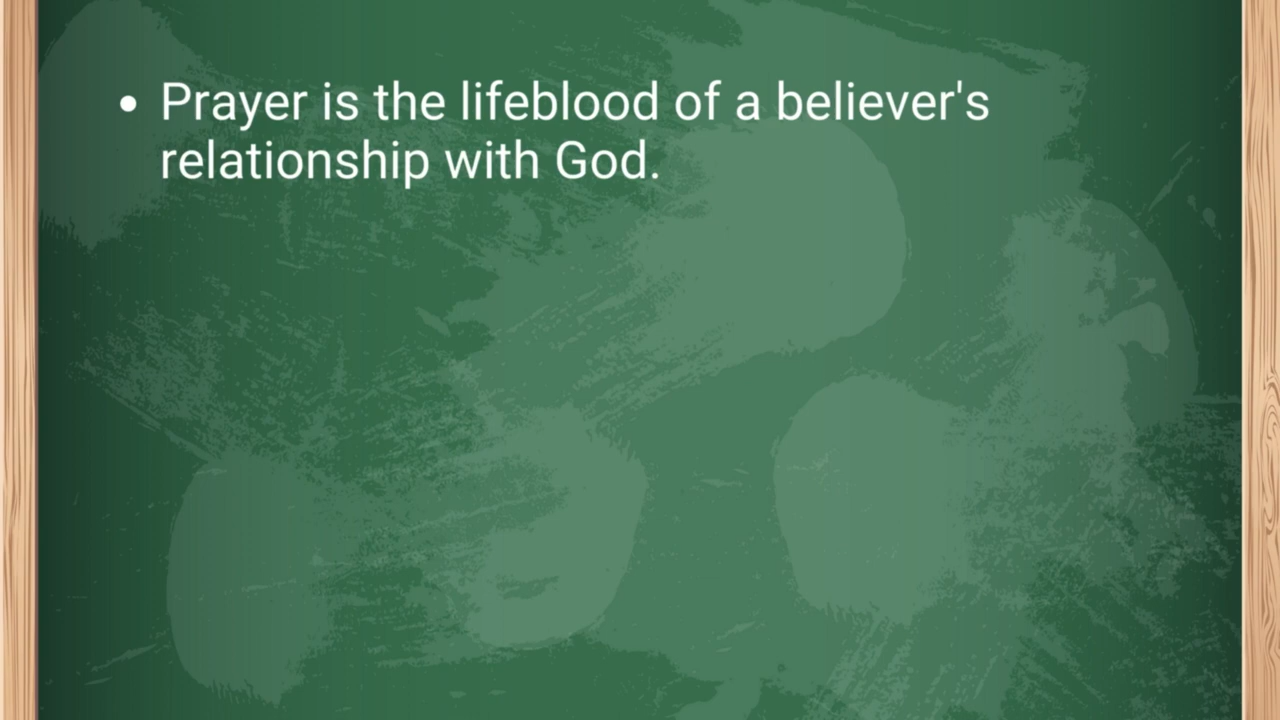 • Prayer is the lifeblood of a believer's
relationship with God.